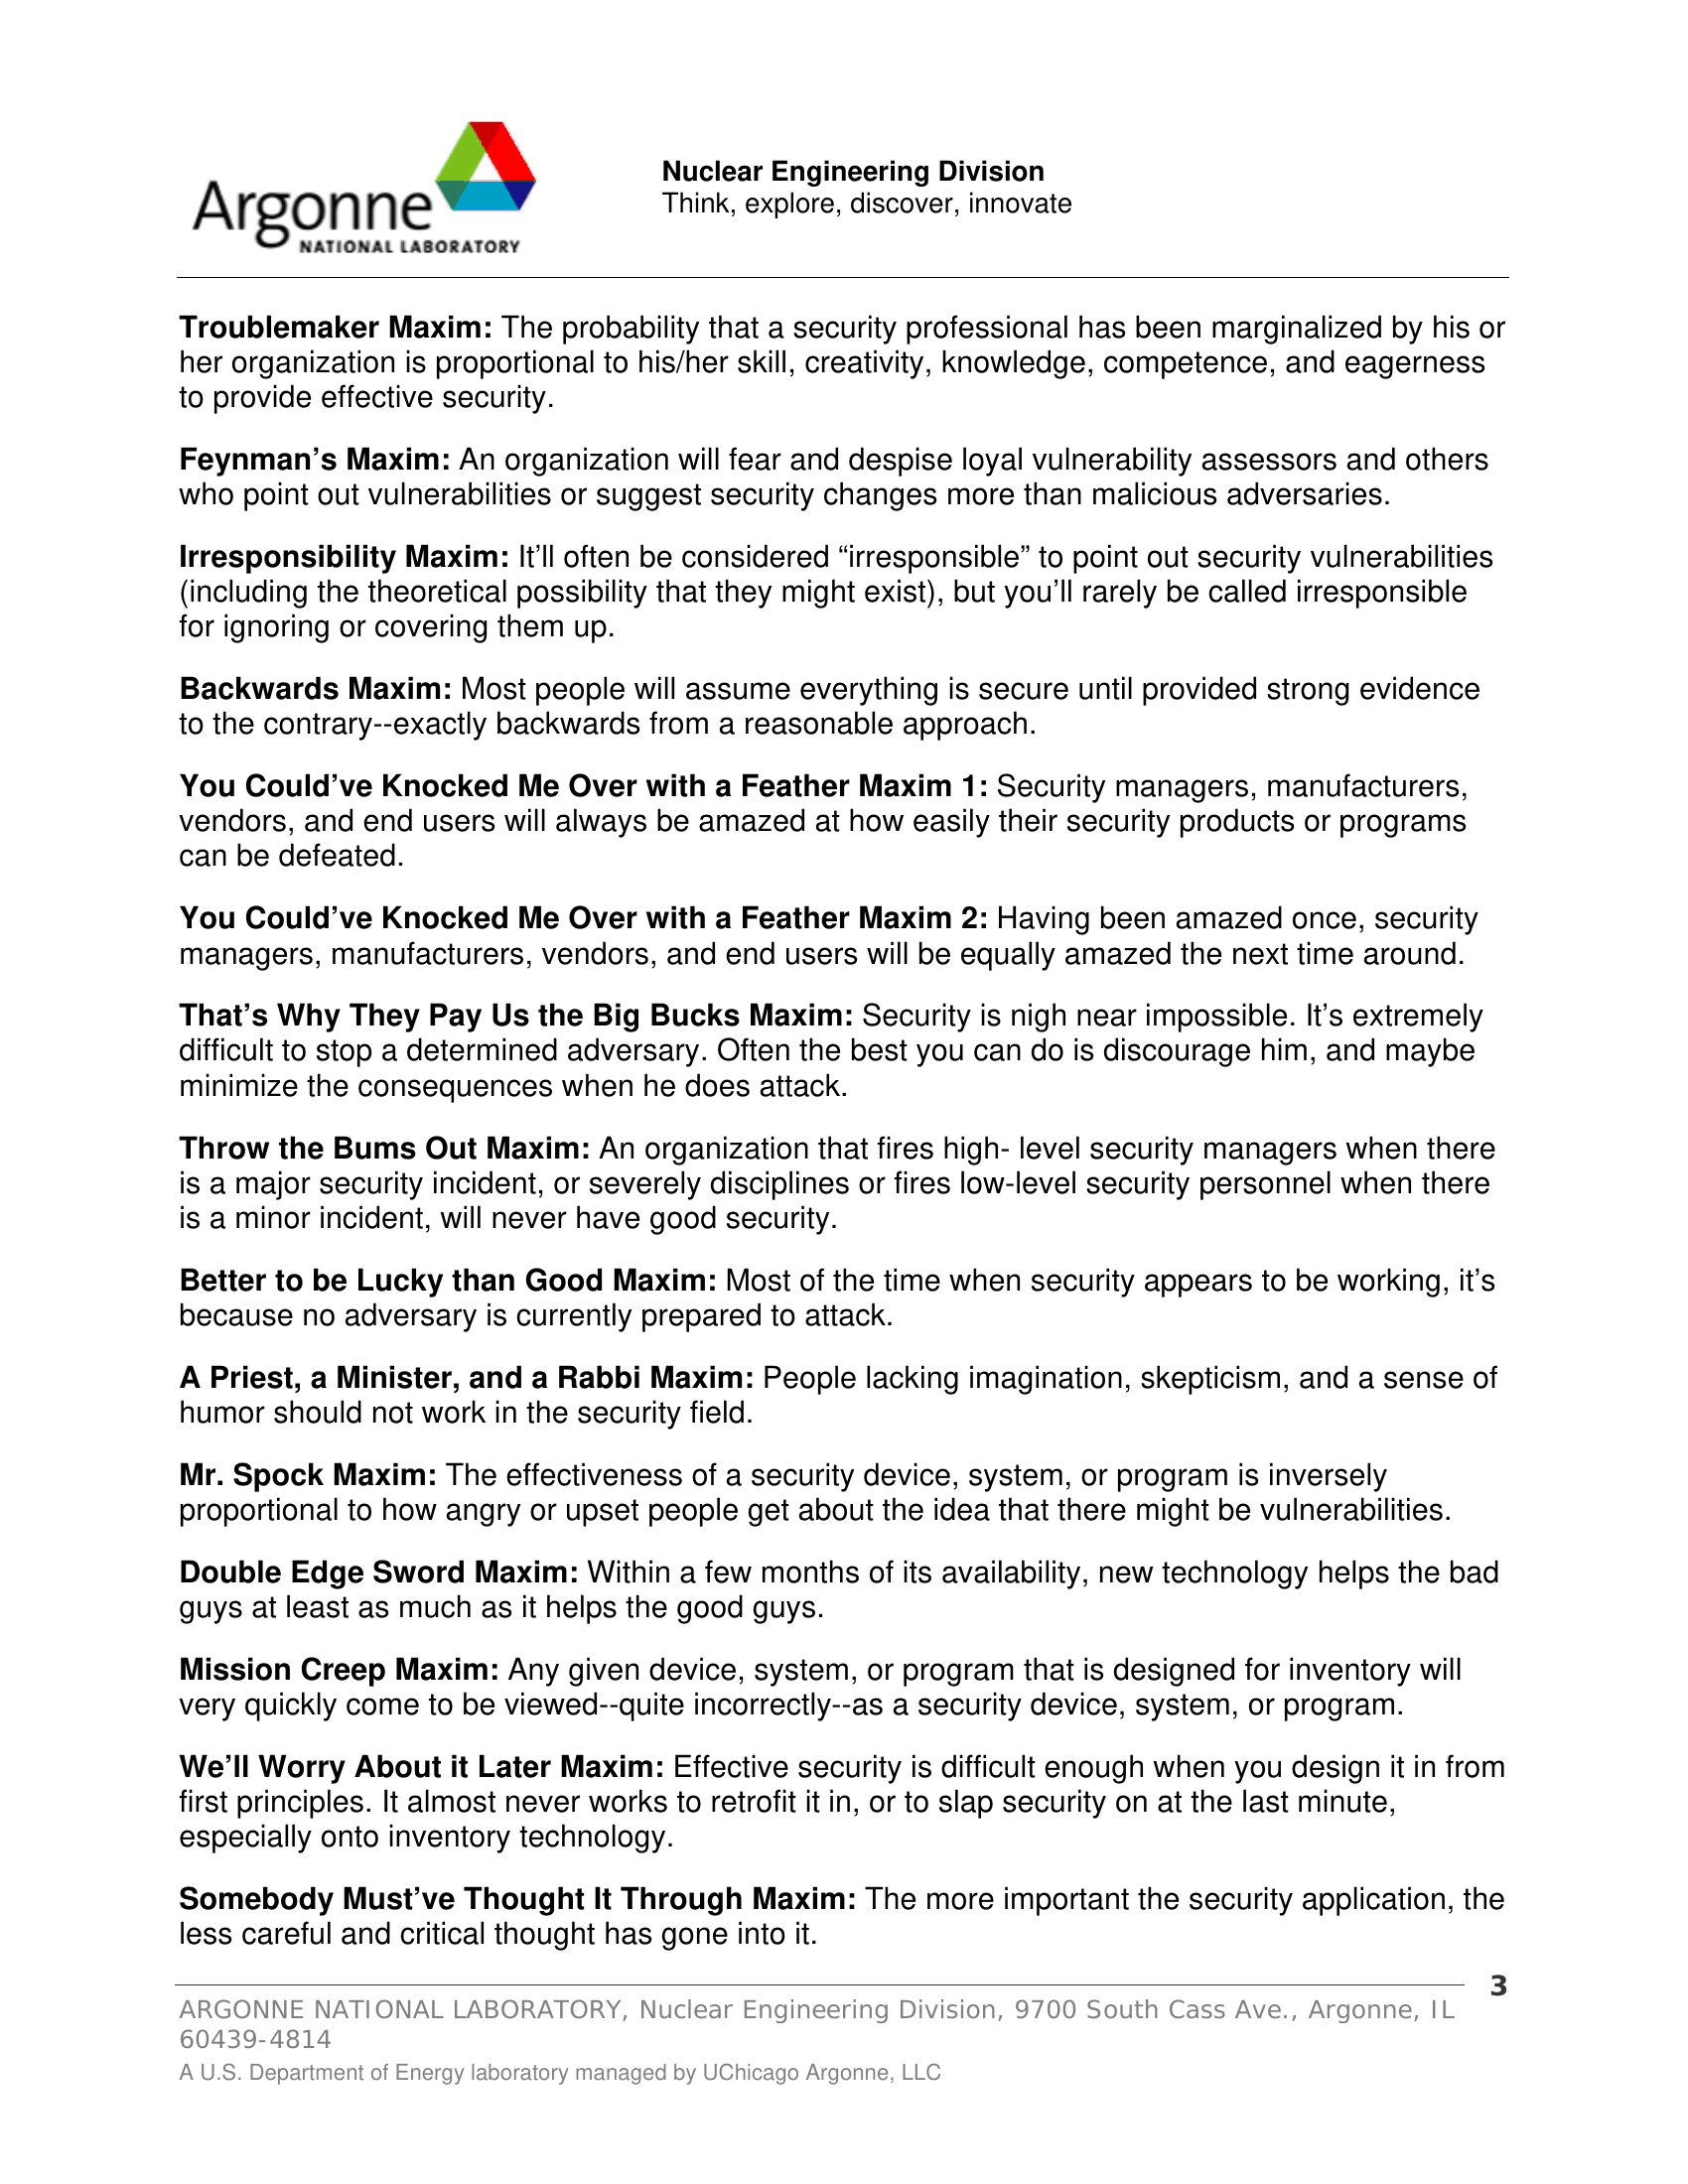 Argonne
NATIONAL LABORATORY
Nuclear Engineering Division
Think, explore, discover, innovate
Troublemaker Maxim: The probability that a security professional has been marginalized by his or
her organization is proportional to his/her skill, creativity, knowledge, competence, and eagerness
to provide effective security.
Feynman’s Maxim: An organization will fear and despise loyal vulnerability assessors and others
who point out vulnerabilities or suggest security changes more than malicious adversaries.
Irresponsibility Maxim: It’ll often be considered “irresponsible” to point out security vulnerabilities
(including the theoretical possibility that they might exist), but you’ll rarely be called irresponsible
for ignoring or covering them up.
Backwards Maxim: Most people will assume everything is secure until provided strong evidence
to the contrary--exactly backwards from a reasonable approach.
You Could’ve Knocked Me Over with a Feather Maxim 1: Security managers, manufacturers,
vendors, and end users will always be amazed at how easily their security products or programs
can be defeated.
You Could’ve Knocked Me Over with a Feather Maxim 2: Having been amazed once, security
managers, manufacturers, vendors, and end users will be equally amazed the next time around.
That’s Why They Pay Us the Big Bucks Maxim: Security is nigh near impossible. It’s extremely
difficult to stop a determined adversary. Often the best you can do is discourage him, and maybe
minimize the consequences when he does attack.
Throw the Bums Out Maxim: An organization that fires high- level security managers when there
is a major security incident, or severely disciplines or fires low-level security personnel when there
is a minor incident, will never have good security.
Better to be Lucky than Good Maxim: Most of the time when security appears to be working, it’s
because no adversary is currently prepared to attack.
A Priest, a Minister, and a Rabbi Maxim: People lacking imagination, skepticism, and a sense of
humor should not work in the security field.
Mr. Spock Maxim: The effectiveness of a security device, system, or program is inversely
proportional to how angry or upset people get about the idea that there might be vulnerabilities.
Double Edge Sword Maxim: Within a few months of its availability, new technology helps the bad
guys at least as much as it helps the good guys.
Mission Creep Maxim: Any given device, system, or program that is designed for inventory will
very quickly come to be viewed--quite incorrectly--as a security device, system, or program.
We’ll Worry About it Later Maxim: Effective security is difficult enough when you design it in from
first principles. It almost never works to retrofit it in, or to slap security on at the last minute,
especially onto inventory technology.
Somebody Must’ve Thought It Through Maxim: The more important the security application, the
less careful and critical thought has gone into it.
3
ARGONNE NATIONAL LABORATORY, Nuclear Engineering Division, 9700 South Cass Ave., Argonne, IL
60439-4814
A U.S. Department of Energy laboratory managed by UChicago Argonne, LLC